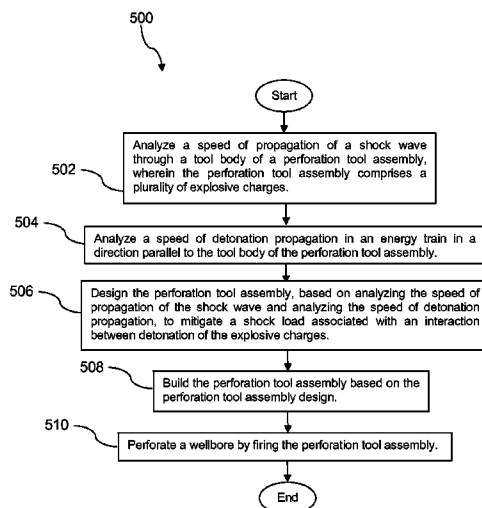 500
Start
502
Analyze a speed of propagation of a shock wave
through a tool body of a perforation tool assembly,
wherein the perforation tool assembly comprises a
plurality of explosive charges.
504
Analyze a speed of detonation propagation in an energy train in a
direction parallel to the tool body of the perforation tool assembly.
506
Design the perforation tool assembly, based on analyzing the speed of
propagation of the shock wave and analyzing the speed of detonation
propagation, to mitigate a shock load associated with an interaction
between detonation of the explosive charges.
508
Build the perforation tool assembly based on the
perforation tool assembly design.
510
Perforate a wellbore by firing the perforation tool assembly.
End